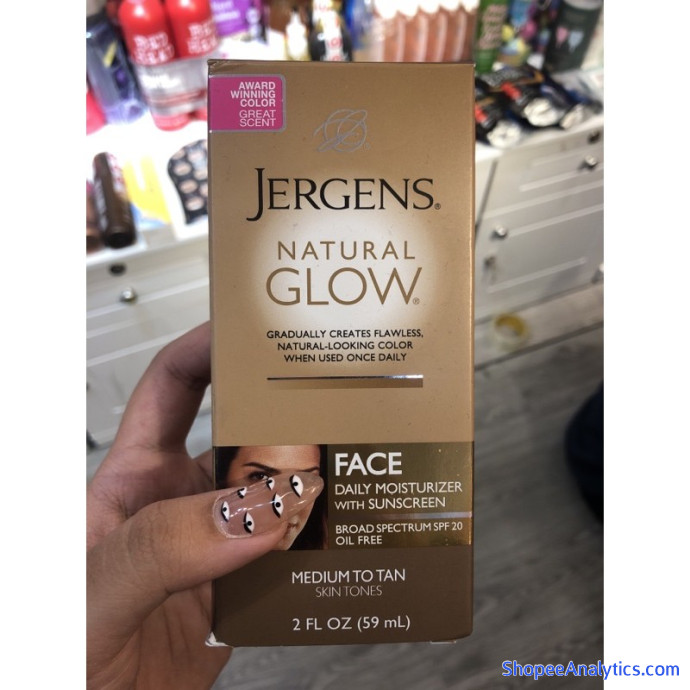 AWARD
WINNING
COLOR
GREAT
SCENT
JERGENS®
NATURAL
GLOW®
GRADUALLY CREATES FLAWLESS,
NATURAL-LOOKING COLOR
WHEN USED ONCE DAILY
FACE
DAILY MOISTURIZER
WITH SUNSCREEN
BROAD SPECTRUM SPF 20
OIL FREE
MEDIUM TO TAN
SKIN TONES
2 FL OZ (59 mL)
ShopeeAnalytics.com